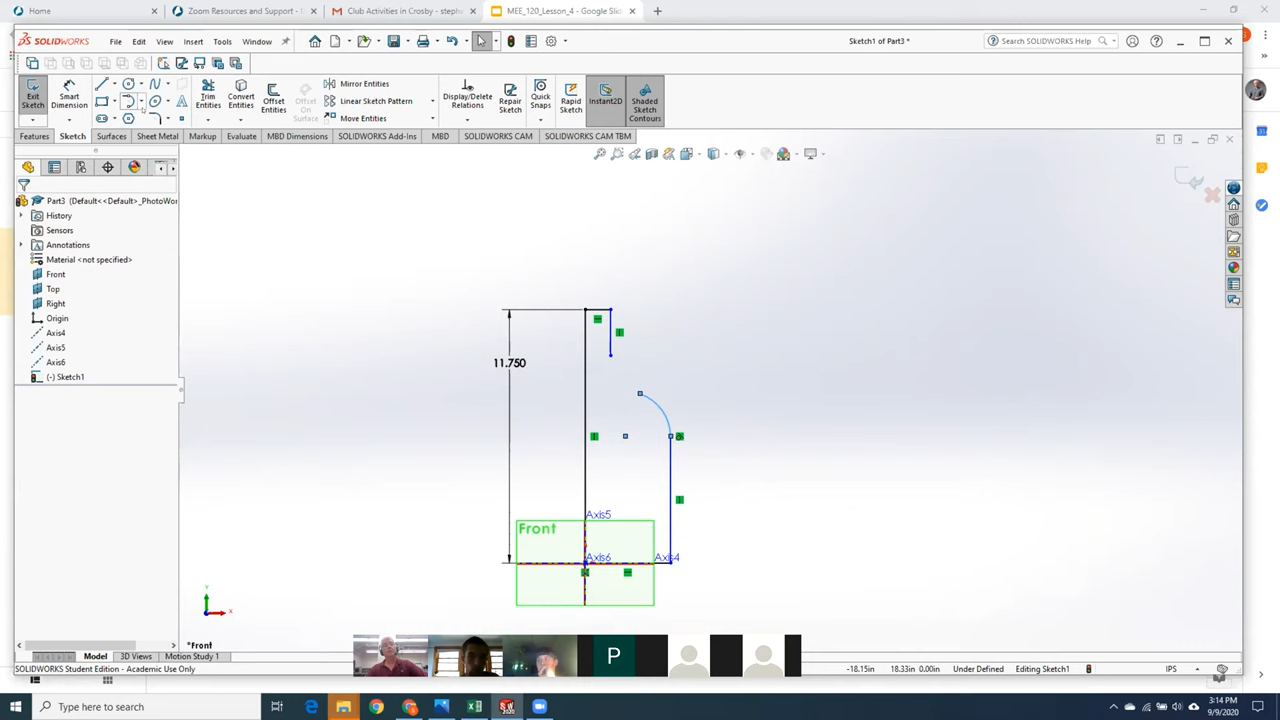 Home
Zoom Resources and Support - I
Club Activities in Crosby - steph
MEE_120_Lesson_4 - Google Slid
SOLIDWORKS
File
Edit
View
Insert
Tools
Window
Sketch1 of Part3 *
Search SOLIDWORKS Help
Exit Sketch
Smart Dimension
Trim Entities
Convert Entities
Offset Entities
Offset On Surface
Mirror Entities
Linear Sketch Pattern
Move Entities
Display/Delete Relations
Repair Sketch
Quick Snaps
Rapid Sketch
Instant2D
Shaded Sketch Contours
Features
Sketch
Surfaces
Sheet Metal
Markup
Evaluate
MBD Dimensions
SOLIDWORKS Add-Ins
MBD
SOLIDWORKS CAM
SOLIDWORKS CAM TBM
Part3 (Default<<Default>_PhotoWor
History
Sensors
Annotations
Material <not specified>
Front
Top
Right
Origin
Axis4
Axis5
Axis6
(-) Sketch1
11.750
Axis5
Front
Axis6
Axis4
Y
X
*Front
P
Model
3D Views
Motion Study 1
SOLIDWORKS Student Edition - Academic Use Only
-18.15in
18.33in
0.00in
Under Defined
Editing Sketch1
IPS
Type here to search
3:14 PM
9/9/2020